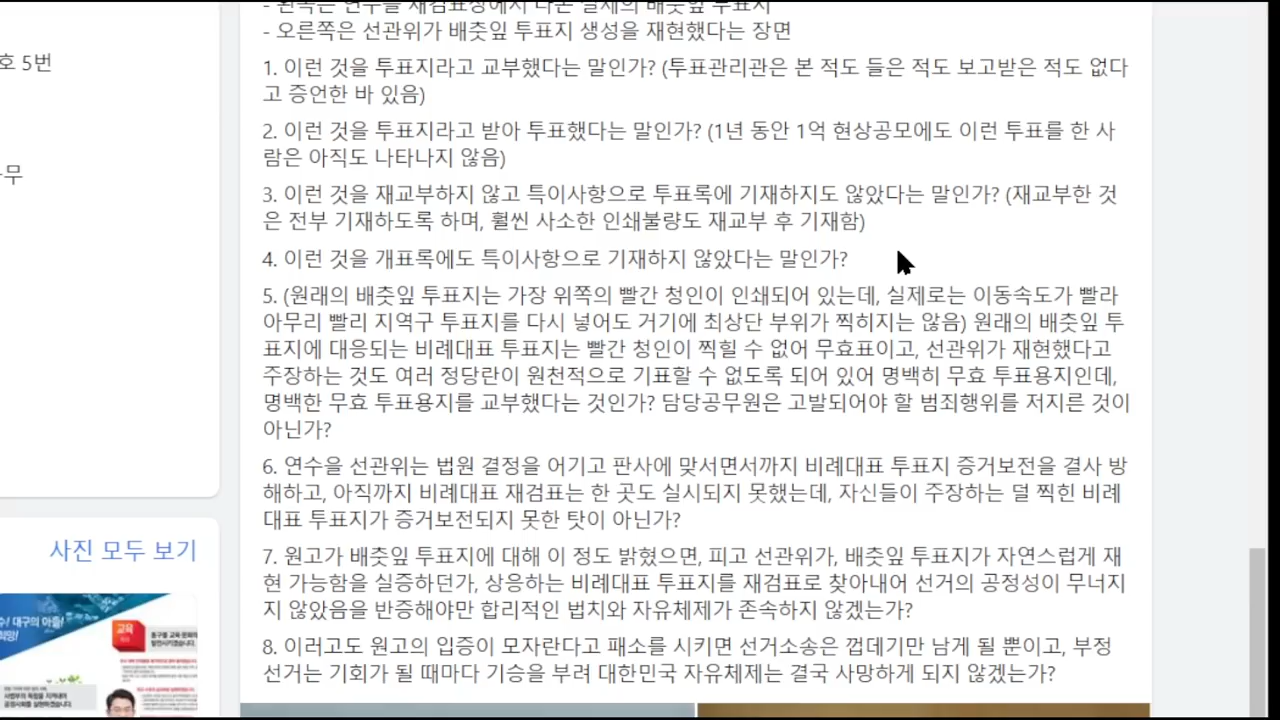 - 왼쪽은 연수을 재검표장에서 나온 실제의 배춧잎 투표지
- 오른쪽은 선관위가 배춧잎 투표지 생성을 재현했다는 장면
호 5번
1. 이런 것을 투표지라고 교부했다는 말인가? (투표관리관은 본 적도 들은 적도 보고받은 적도 없다
고 증언한 바 있음)
2. 이런 것을 투표지라고 받아 투표했다는 말인가? (1년 동안 1억 현상공모에도 이런 투표를 한 사
람은 아직도 나타나지 않음)
무
3. 이런 것을 재교부하지 않고 특이사항으로 투표록에 기재하지도 않았다는 말인가? (재교부한 것
은 전부 기재하도록 하며, 훨씬 사소한 인쇄불량도 재교부 후 기재함)
4. 이런 것을 개표록에도 특이사항으로 기재하지 않았다는 말인가?
5. (원래의 배춧잎 투표지는 가장 위쪽의 빨간 청인이 인쇄되어 있는데, 실제로는 이동속도가 빨라
아무리 빨리 지역구 투표지를 다시 넣어도 거기에 최상단 부위가 찍히지는 않음) 원래의 배춧잎 투
표지에 대응되는 비례대표 투표지는 빨간 청인이 찍힐 수 없어 무효표이고, 선관위가 재현했다고
주장하는 것도 여러 정당란이 원천적으로 기표할 수 없도록 되어 있어 명백히 무효 투표용지인데,
명백한 무효 투표용지를 교부했다는 것인가? 담당공무원은 고발되어야 할 범죄행위를 저지른 것이
아닌가?
6. 연수을 선관위는 법원 결정을 어기고 판사에 맞서면서까지 비례대표 투표지 증거보전을 결사 방
해하고, 아직까지 비례대표 재검표는 한 곳도 실시되지 못했는데, 자신들이 주장하는 덜 찍힌 비례
대표 투표지가 증거보전되지 못한 탓이 아닌가?
사진 모두 보기
7. 원고가 배춧잎 투표지에 대해 이 정도 밝혔으면, 피고 선관위가, 배춧잎 투표지가 자연스럽게 재
현 가능함을 실증하던가, 상응하는 비례대표 투표지를 재검표로 찾아내어 선거의 공정성이 무너지
지 않았음을 반증해야만 합리적인 법치와 자유체제가 존속하지 않겠는가?
8. 이러고도 원고의 입증이 모자란다고 패소를 시키면 선거소송은 껍데기만 남게 될 뿐이고, 부정
선거는 기회가 될 때마다 기승을 부려 대한민국 자유체제는 결국 사망하게 되지 않겠는가?
수! 대구의 아들!
희망!
교육